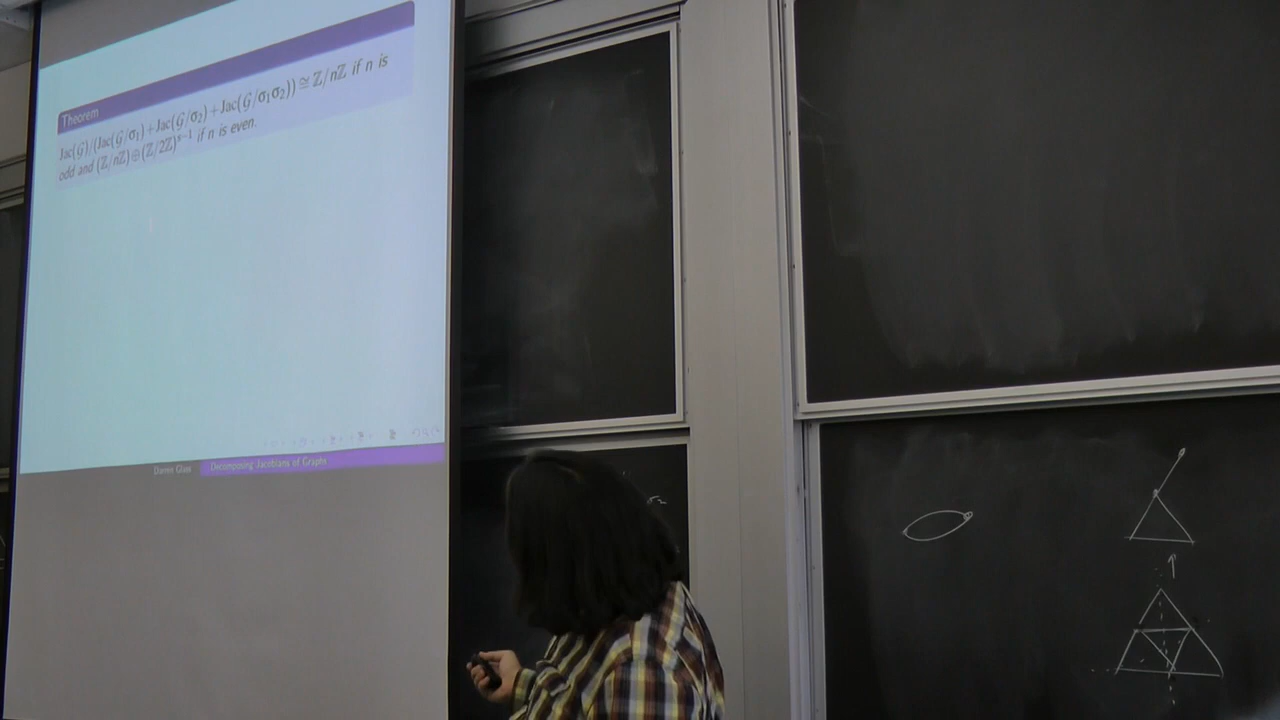 Theorem
Jac(𝒢)/(Jac(𝒢/σ₁)+Jac(𝒢/σ₂)+Jac(𝒢/σ₁σ₂)) ≅ ℤ/nℤ if n is
odd and (ℤ/nℤ)⊕(ℤ/2ℤ)ˢ⁻¹ if n is even.
Darren Glass
Decomposing Jacobians of Graphs